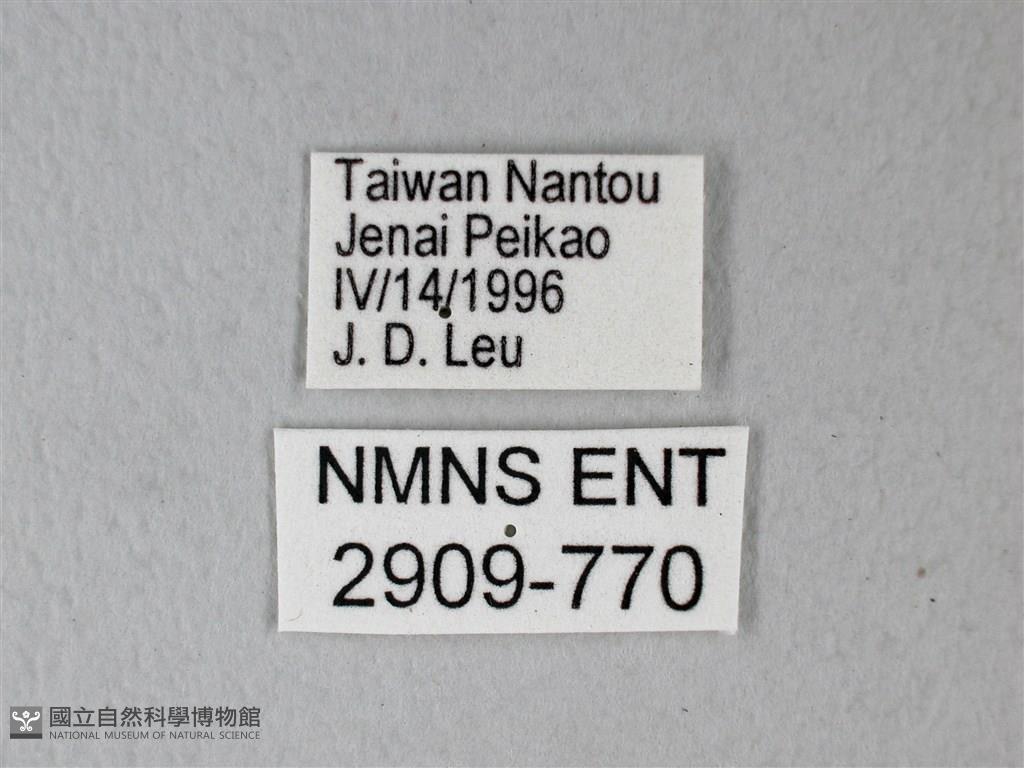 Taiwan Nantou
Jenai Peikao
IV/14/1996
J. D. Leu
NMNS ENT
2909-770
國立自然科學博物館
NATIONAL MUSEUM OF NATURAL SCIENCE